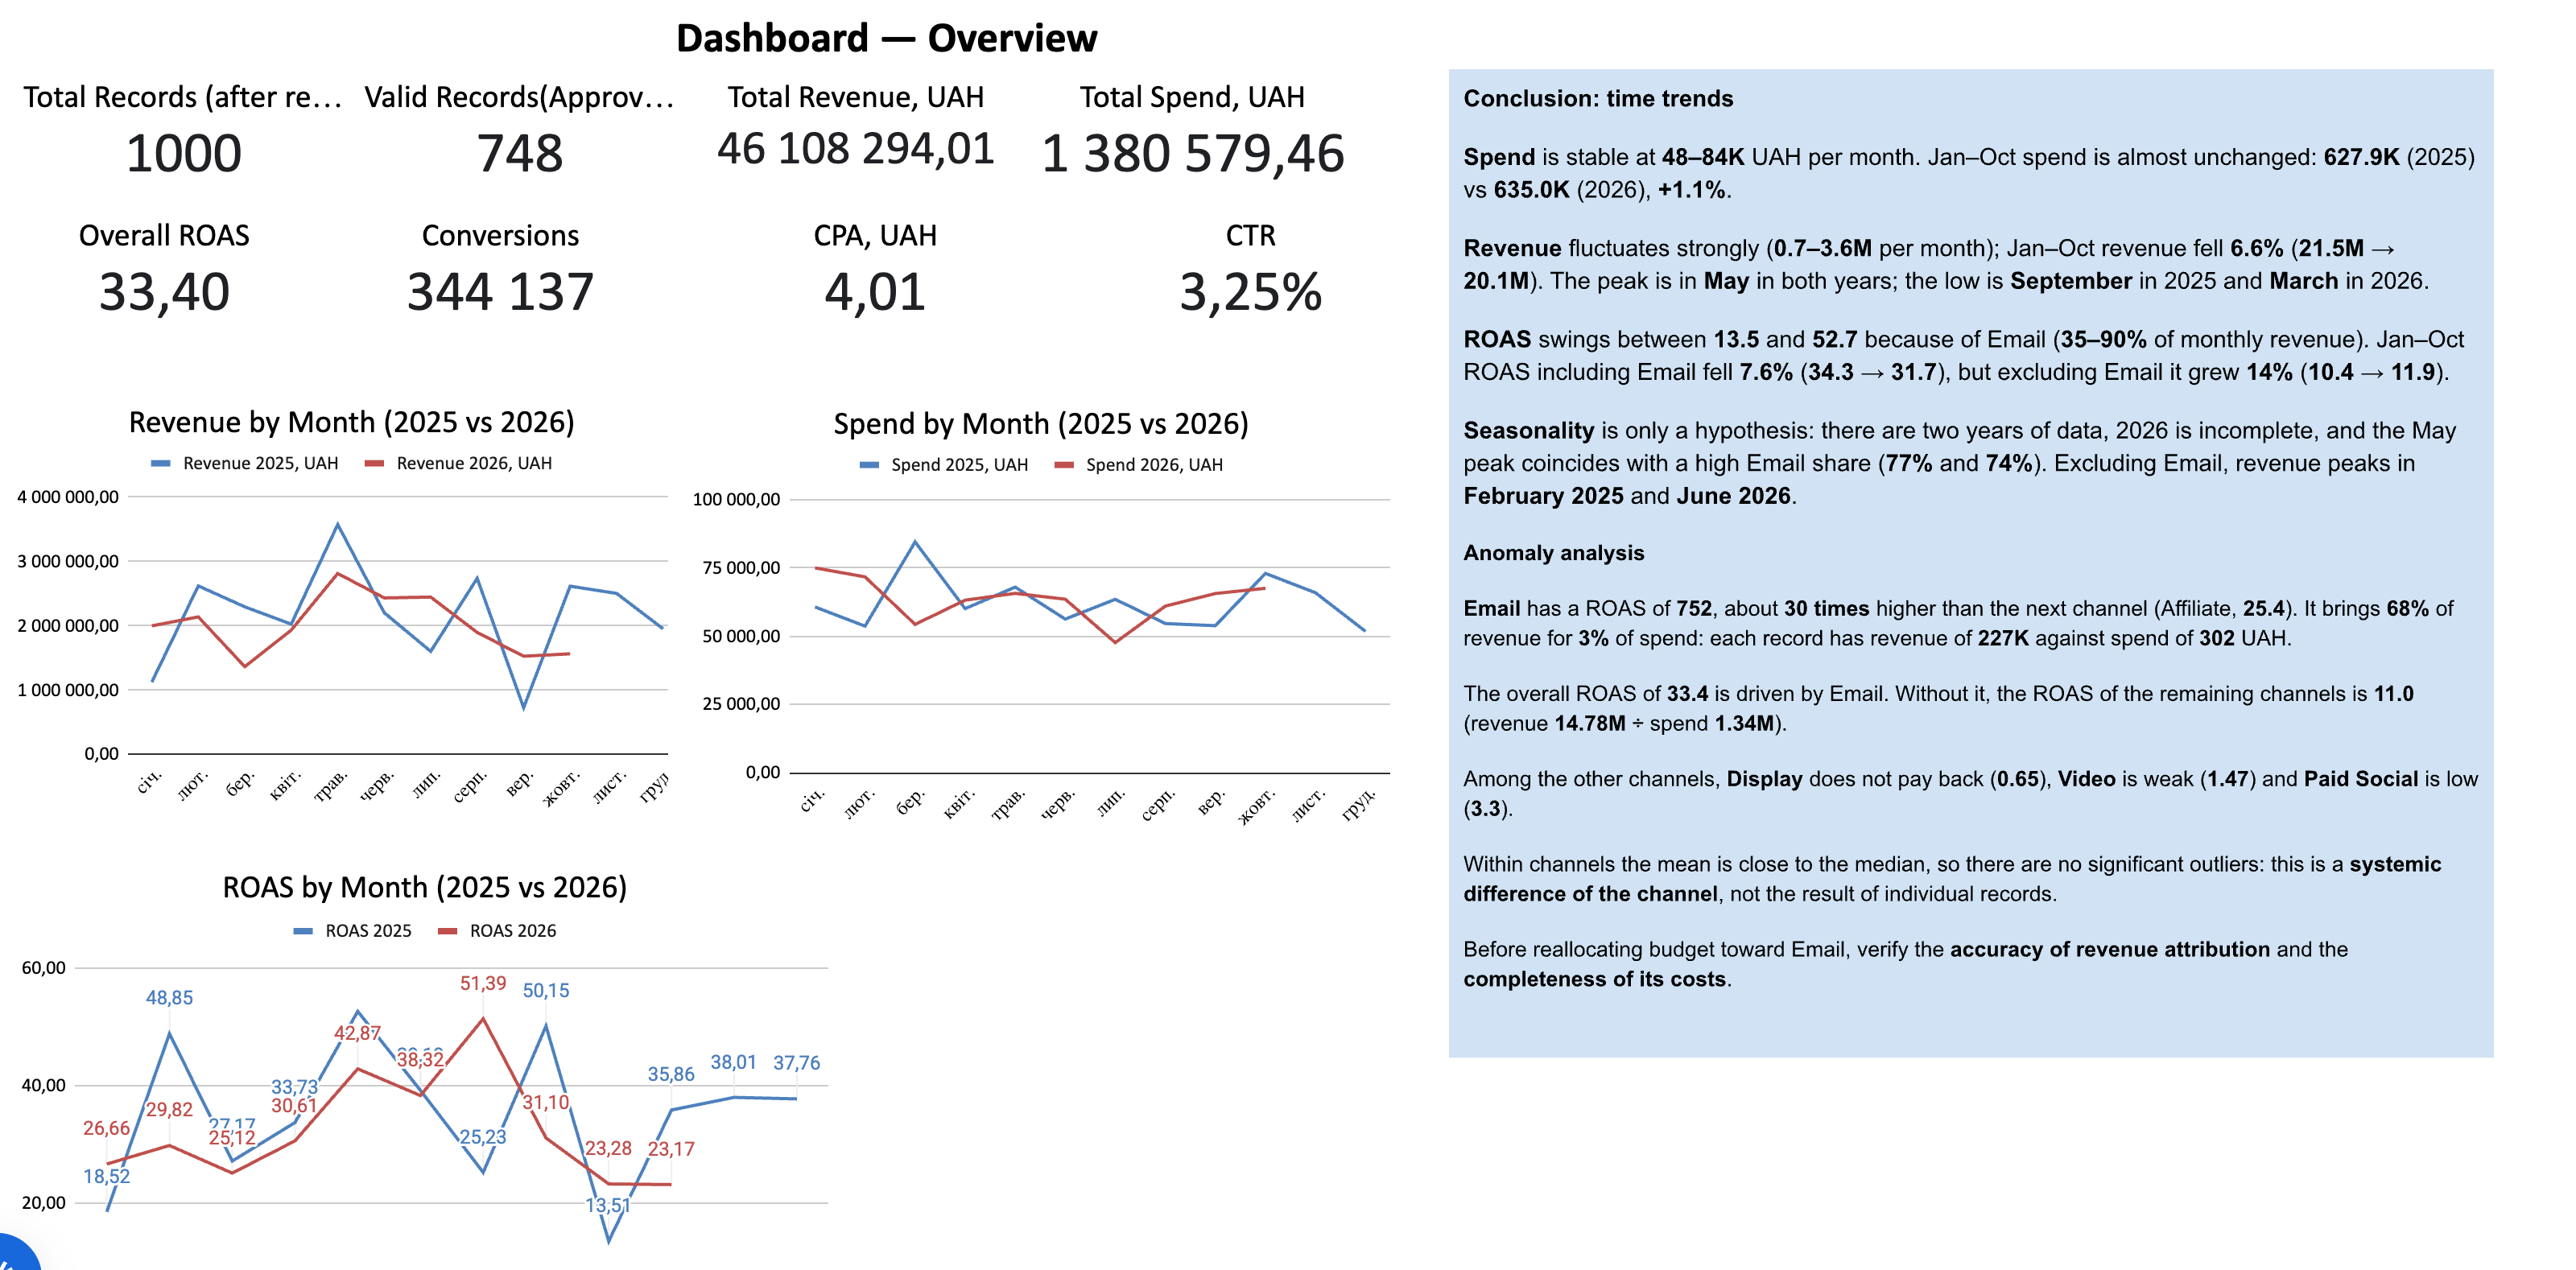 Dashboard — Overview
Total Records (after re…
Valid Records(Approv…
Total Revenue, UAH
Total Spend, UAH
1000
748
46 108 294,01
1 380 579,46
Overall ROAS
Conversions
CPA, UAH
CTR
33,40
344 137
4,01
3,25%
Revenue by Month (2025 vs 2026)
Revenue 2025, UAH
Revenue 2026, UAH
4 000 000,00
3 000 000,00
2 000 000,00
1 000 000,00
0,00
січ.
лют.
бер.
квіт.
трав.
черв.
лип.
серп.
вер.
жовт.
лист.
груд
Spend by Month (2025 vs 2026)
Spend 2025, UAH
Spend 2026, UAH
100 000,00
75 000,00
50 000,00
25 000,00
0,00
січ.
лют.
бер.
квіт.
трав.
черв.
лип.
серп.
вер.
жовт.
лист.
груд.
ROAS by Month (2025 vs 2026)
ROAS 2025
ROAS 2026
60,00
40,00
20,00
48,85
51,39
50,15
42,87
38,32
33,73
30,61
29,82
27,17
25,12
26,66
18,52
25,23
31,10
23,28
23,17
13,51
35,86
38,01
37,76
Conclusion: time trends
Spend is stable at 48–84K UAH per month. Jan–Oct spend is almost unchanged: 627.9K (2025)
vs 635.0K (2026), +1.1%.
Revenue fluctuates strongly (0.7–3.6M per month); Jan–Oct revenue fell 6.6% (21.5M →
20.1M). The peak is in May in both years; the low is September in 2025 and March in 2026.
ROAS swings between 13.5 and 52.7 because of Email (35–90% of monthly revenue). Jan–Oct
ROAS including Email fell 7.6% (34.3 → 31.7), but excluding Email it grew 14% (10.4 → 11.9).
Seasonality is only a hypothesis: there are two years of data, 2026 is incomplete, and the May
peak coincides with a high Email share (77% and 74%). Excluding Email, revenue peaks in
February 2025 and June 2026.
Anomaly analysis
Email has a ROAS of 752, about 30 times higher than the next channel (Affiliate, 25.4). It brings 68% of
revenue for 3% of spend: each record has revenue of 227K against spend of 302 UAH.
The overall ROAS of 33.4 is driven by Email. Without it, the ROAS of the remaining channels is 11.0
(revenue 14.78M ÷ spend 1.34M).
Among the other channels, Display does not pay back (0.65), Video is weak (1.47) and Paid Social is low
(3.3).
Within channels the mean is close to the median, so there are no significant outliers: this is a systemic
difference of the channel, not the result of individual records.
Before reallocating budget toward Email, verify the accuracy of revenue attribution and the
completeness of its costs.